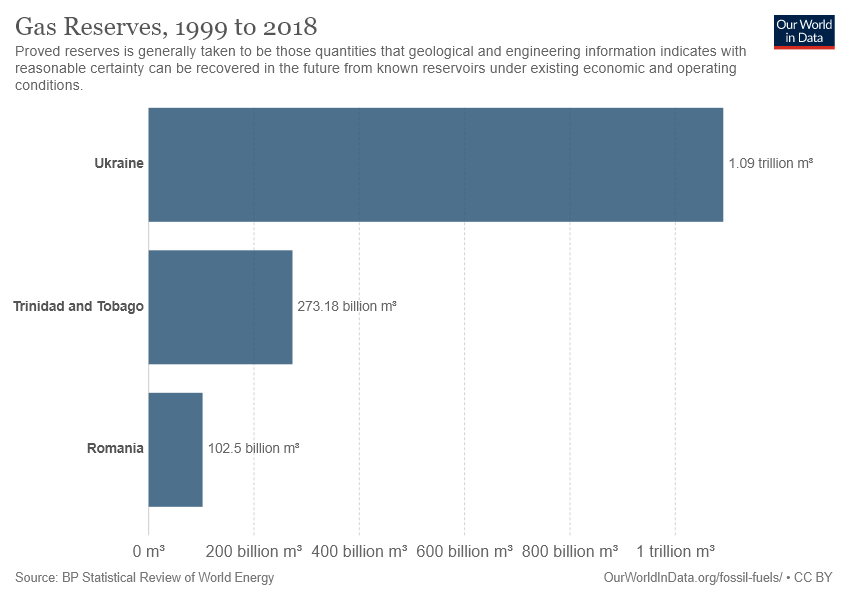 Gas Reserves, 1999 to 2018
Our World
in Data
Proved reserves is generally taken to be those quantities that geological and engineering information indicates with
reasonable certainty can be recovered in the future from known reservoirs under existing economic and operating
conditions.
Ukraine
1.09 trillion m³
Trinidad and Tobago
273.18 billion m³
Romania
102.5 billion m³
0 m³ 200 billion m³ 400 billion m³ 600 billion m³ 800 billion m³ 1 trillion m³
Source: BP Statistical Review of World Energy
OurWorldInData.org/fossil-fuels/ • CC BY